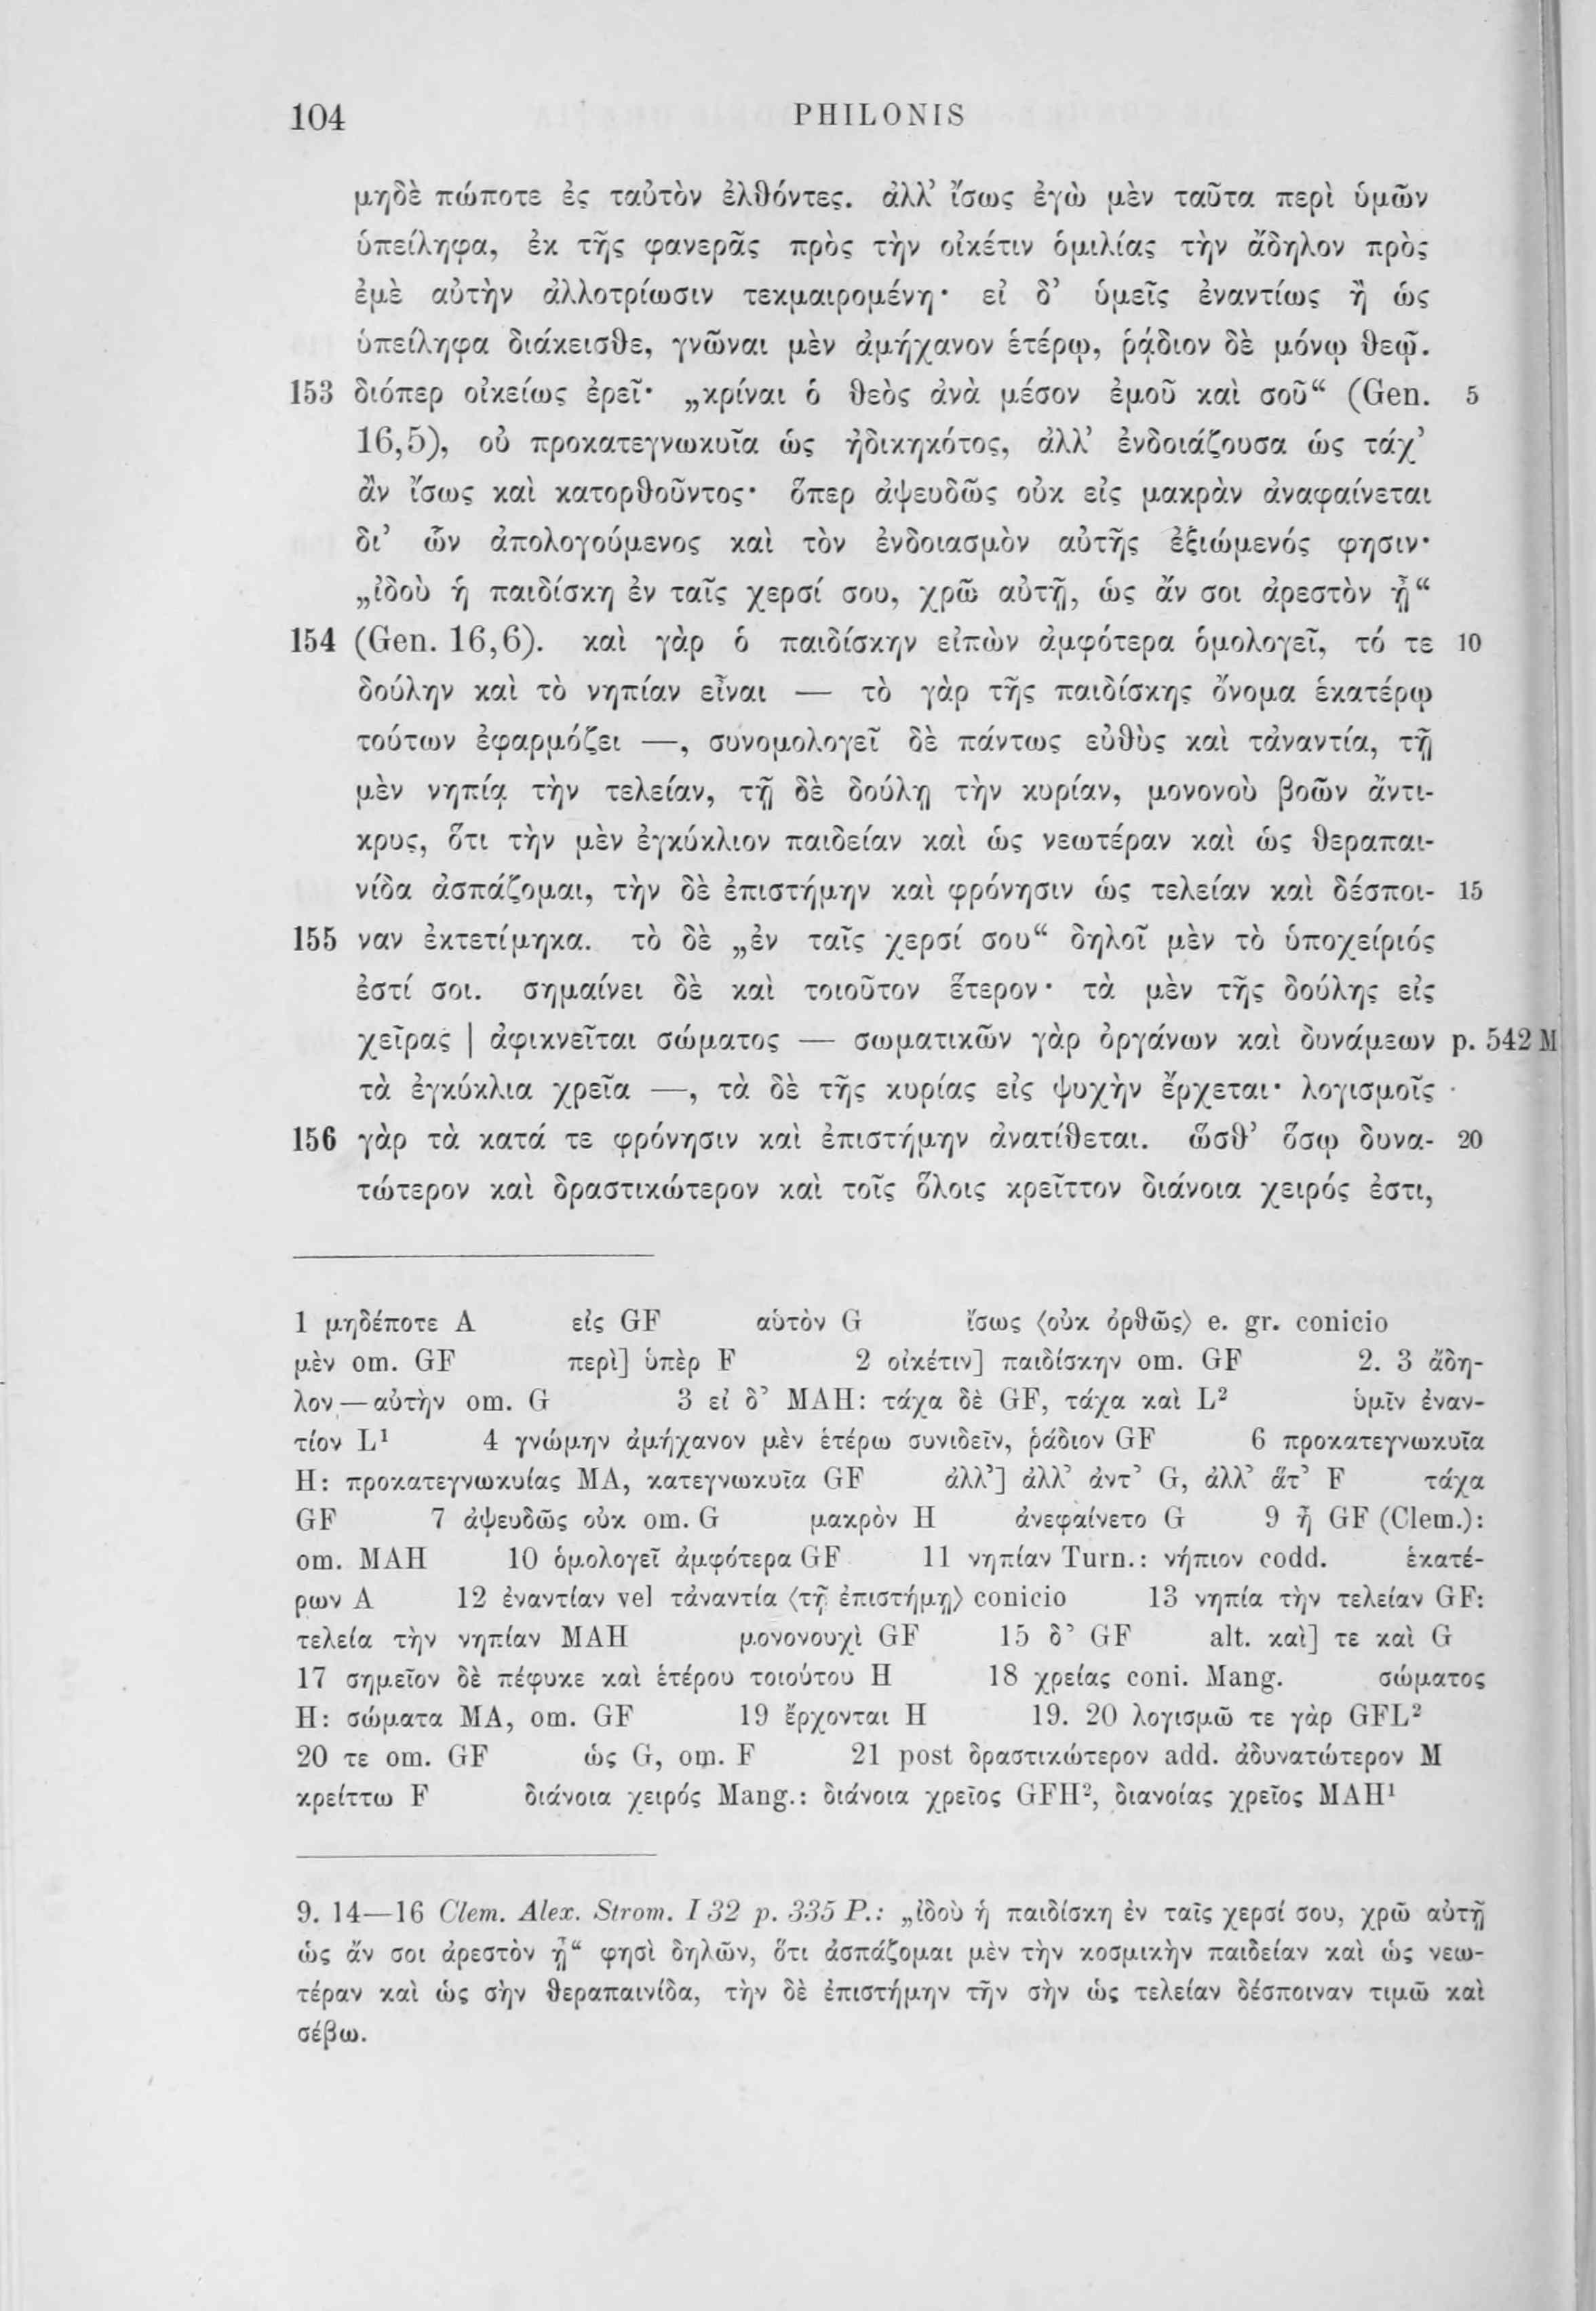 104 PHILONIS
μηδὲ πώποτε ἐς ταὐτὸν ἐλθόντες. ἀλλ’ ἴσως ἐγὼ μὲν ταῦτα περὶ ὑμῶν
ὑπείληφα, ἐκ τῆς φανερᾶς πρὸς τὴν οἰκέτιν ὁμιλίας τὴν ἄδηλον πρὸς
ἐμὲ αὐτὴν ἀλλοτρίωσιν τεκμαιρομένη· εἰ δ’ ὑμεῖς ἐναντίως ἢ ὡς
ὑπείληφα διάκεισθε, γνῶναι μὲν ἀμήχανον ἑτέρῳ, ῥᾴδιον δὲ μόνῳ θεῷ.
153 διόπερ οἰκείως ἐρεῖ· „κρίναι ὁ θεὸς ἀνὰ μέσον ἐμοῦ καὶ σοῦ“ (Gen. 5
16,5), οὐ προκατεγνωκυῖα ὡς ἠδικηκότος, ἀλλ’ ἐνδοιάζουσα ὡς τάχ’
ἂν ἴσως καὶ κατορθοῦντος· ὅπερ ἀψευδῶς οὐκ εἰς μακρὰν ἀναφαίνεται
δι’ ὧν ἀπολογούμενος καὶ τὸν ἐνδοιασμὸν αὐτῆς ἐξιώμενός φησιν·
„ἰδοὺ ἡ παιδίσκη ἐν ταῖς χερσί σου, χρῶ αὐτῇ, ὡς ἄν σοι ἀρεστὸν ᾖ“
154 (Gen. 16,6). καὶ γὰρ ὁ παιδίσκην εἰπὼν ἀμφότερα ὁμολογεῖ, τό τε 10
δούλην καὶ τὸ νηπίαν εἶναι — τὸ γὰρ τῆς παιδίσκης ὄνομα ἑκατέρῳ
τούτων ἐφαρμόζει —, συνομολογεῖ δὲ πάντως εὐθὺς καὶ τἀναντία, τῇ
μὲν νηπίᾳ τὴν τελείαν, τῇ δὲ δούλῃ τὴν κυρίαν, μονονοὺ βοῶν ἄντι-
κρυς, ὅτι τὴν μὲν ἐγκύκλιον παιδείαν καὶ ὡς νεωτέραν καὶ ὡς θεραπαι-
νίδα ἀσπάζομαι, τὴν δὲ ἐπιστήμην καὶ φρόνησιν ὡς τελείαν καὶ δέσποι- 15
155 ναν ἐκτετίμηκα. τὸ δὲ „ἐν ταῖς χερσί σου“ δηλοῖ μὲν τὸ ὑποχείριός
ἐστί σοι. σημαίνει δὲ καὶ τοιοῦτον ἕτερον· τὰ μὲν τῆς δούλης εἰς
χεῖρας | ἀφικνεῖται σώματος — σωματικῶν γὰρ ὀργάνων καὶ δυνάμεων p. 542 M
τὰ ἐγκύκλια χρεῖα —, τὰ δὲ τῆς κυρίας εἰς ψυχὴν ἔρχεται· λογισμοῖς
156 γὰρ τὰ κατά τε φρόνησιν καὶ ἐπιστήμην ἀνατίθεται. ὥσθ’ ὅσῳ δυνα- 20
τώτερον καὶ δραστικώτερον καὶ τοῖς ὅλοις κρεῖττον διάνοια χειρός ἐστι,
1 μηδέποτε A εἰς GF αὑτὸν G ἴσως ⟨οὐκ ὀρθῶς⟩ e. gr. conicio
μὲν om. GF περὶ] ὑπὲρ F 2 οἰκέτιν] παιδίσκην om. GF 2. 3 ἄδη-
λον — αὐτὴν om. G 3 εἰ δ’ MAH: τάχα δὲ GF, τάχα καὶ L² ὑμῖν ἐναν-
τίον L¹ 4 γνώμην ἀμήχανον μὲν ἑτέρω συνιδεῖν, ῥάδιον GF 6 προκατεγνωκυῖα
H: προκατεγνωκυίας MA, κατεγνωκυῖα GF ἀλλ’] ἀλλ’ ἀντ’ G, ἀλλ’ ἅτ’ F τάχα
GF 7 ἀψευδῶς οὐκ om. G μακρὸν H ἀνεφαίνετο G 9 ᾖ GF (Clem.):
om. MAH 10 ὁμολογεῖ ἀμφότερα GF 11 νηπίαν Turn.: νήπιον codd. ἑκατέ-
ρων A 12 ἐναντίαν vel τἀναντία ⟨τῇ ἐπιστήμῃ⟩ conicio 13 νηπία τὴν τελείαν GF:
τελεία τὴν νηπίαν MAH μονονουχὶ GF 15 δ’ GF alt. καὶ] τε καὶ G
17 σημεῖον δὲ πέφυκε καὶ ἑτέρου τοιούτου H 18 χρείας coni. Mang. σώματος
H: σώματα MA, om. GF 19 ἔρχονται H 19. 20 λογισμῶ τε γὰρ GFL²
20 τε om. GF ὡς G, om. F 21 post δραστικώτερον add. ἀδυνατώτερον M
κρείττω F διάνοια χειρός Mang.: διάνοια χρεῖος GFH², διανοίας χρεῖος MAH¹
9. 14—16 Clem. Alex. Strom. I 32 p. 335 P.: „ἰδοὺ ἡ παιδίσκη ἐν ταῖς χερσί σου, χρῶ αὐτῇ
ὡς ἄν σοι ἀρεστὸν ᾖ“ φησὶ δηλῶν, ὅτι ἀσπάζομαι μὲν τὴν κοσμικὴν παιδείαν καὶ ὡς νεω-
τέραν καὶ ὡς σὴν θεραπαινίδα, τὴν δὲ ἐπιστήμην τὴν σὴν ὡς τελείαν δέσποιναν τιμῶ καὶ
σέβω.